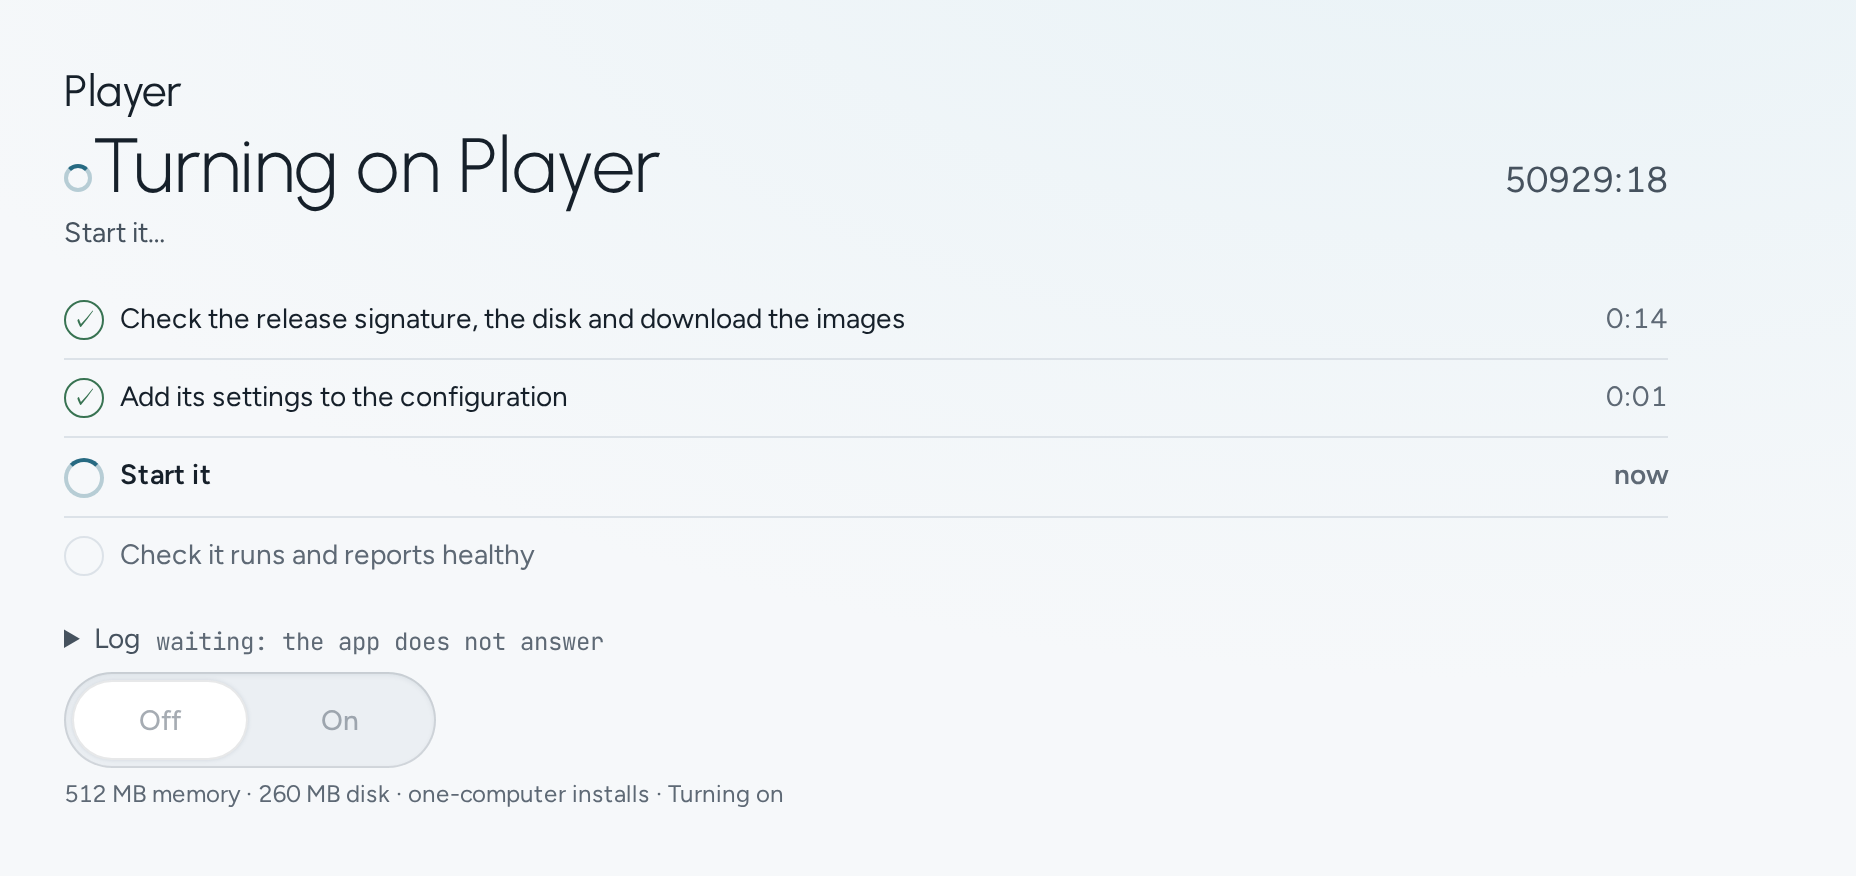 Player
Turning on Player 50929:18
Start it...
✓ Check the release signature, the disk and download the images 0:14
✓ Add its settings to the configuration 0:01
Start it now
Check it runs and reports healthy
▶ Log waiting: the app does not answer
Off On
512 MB memory · 260 MB disk · one-computer installs · Turning on